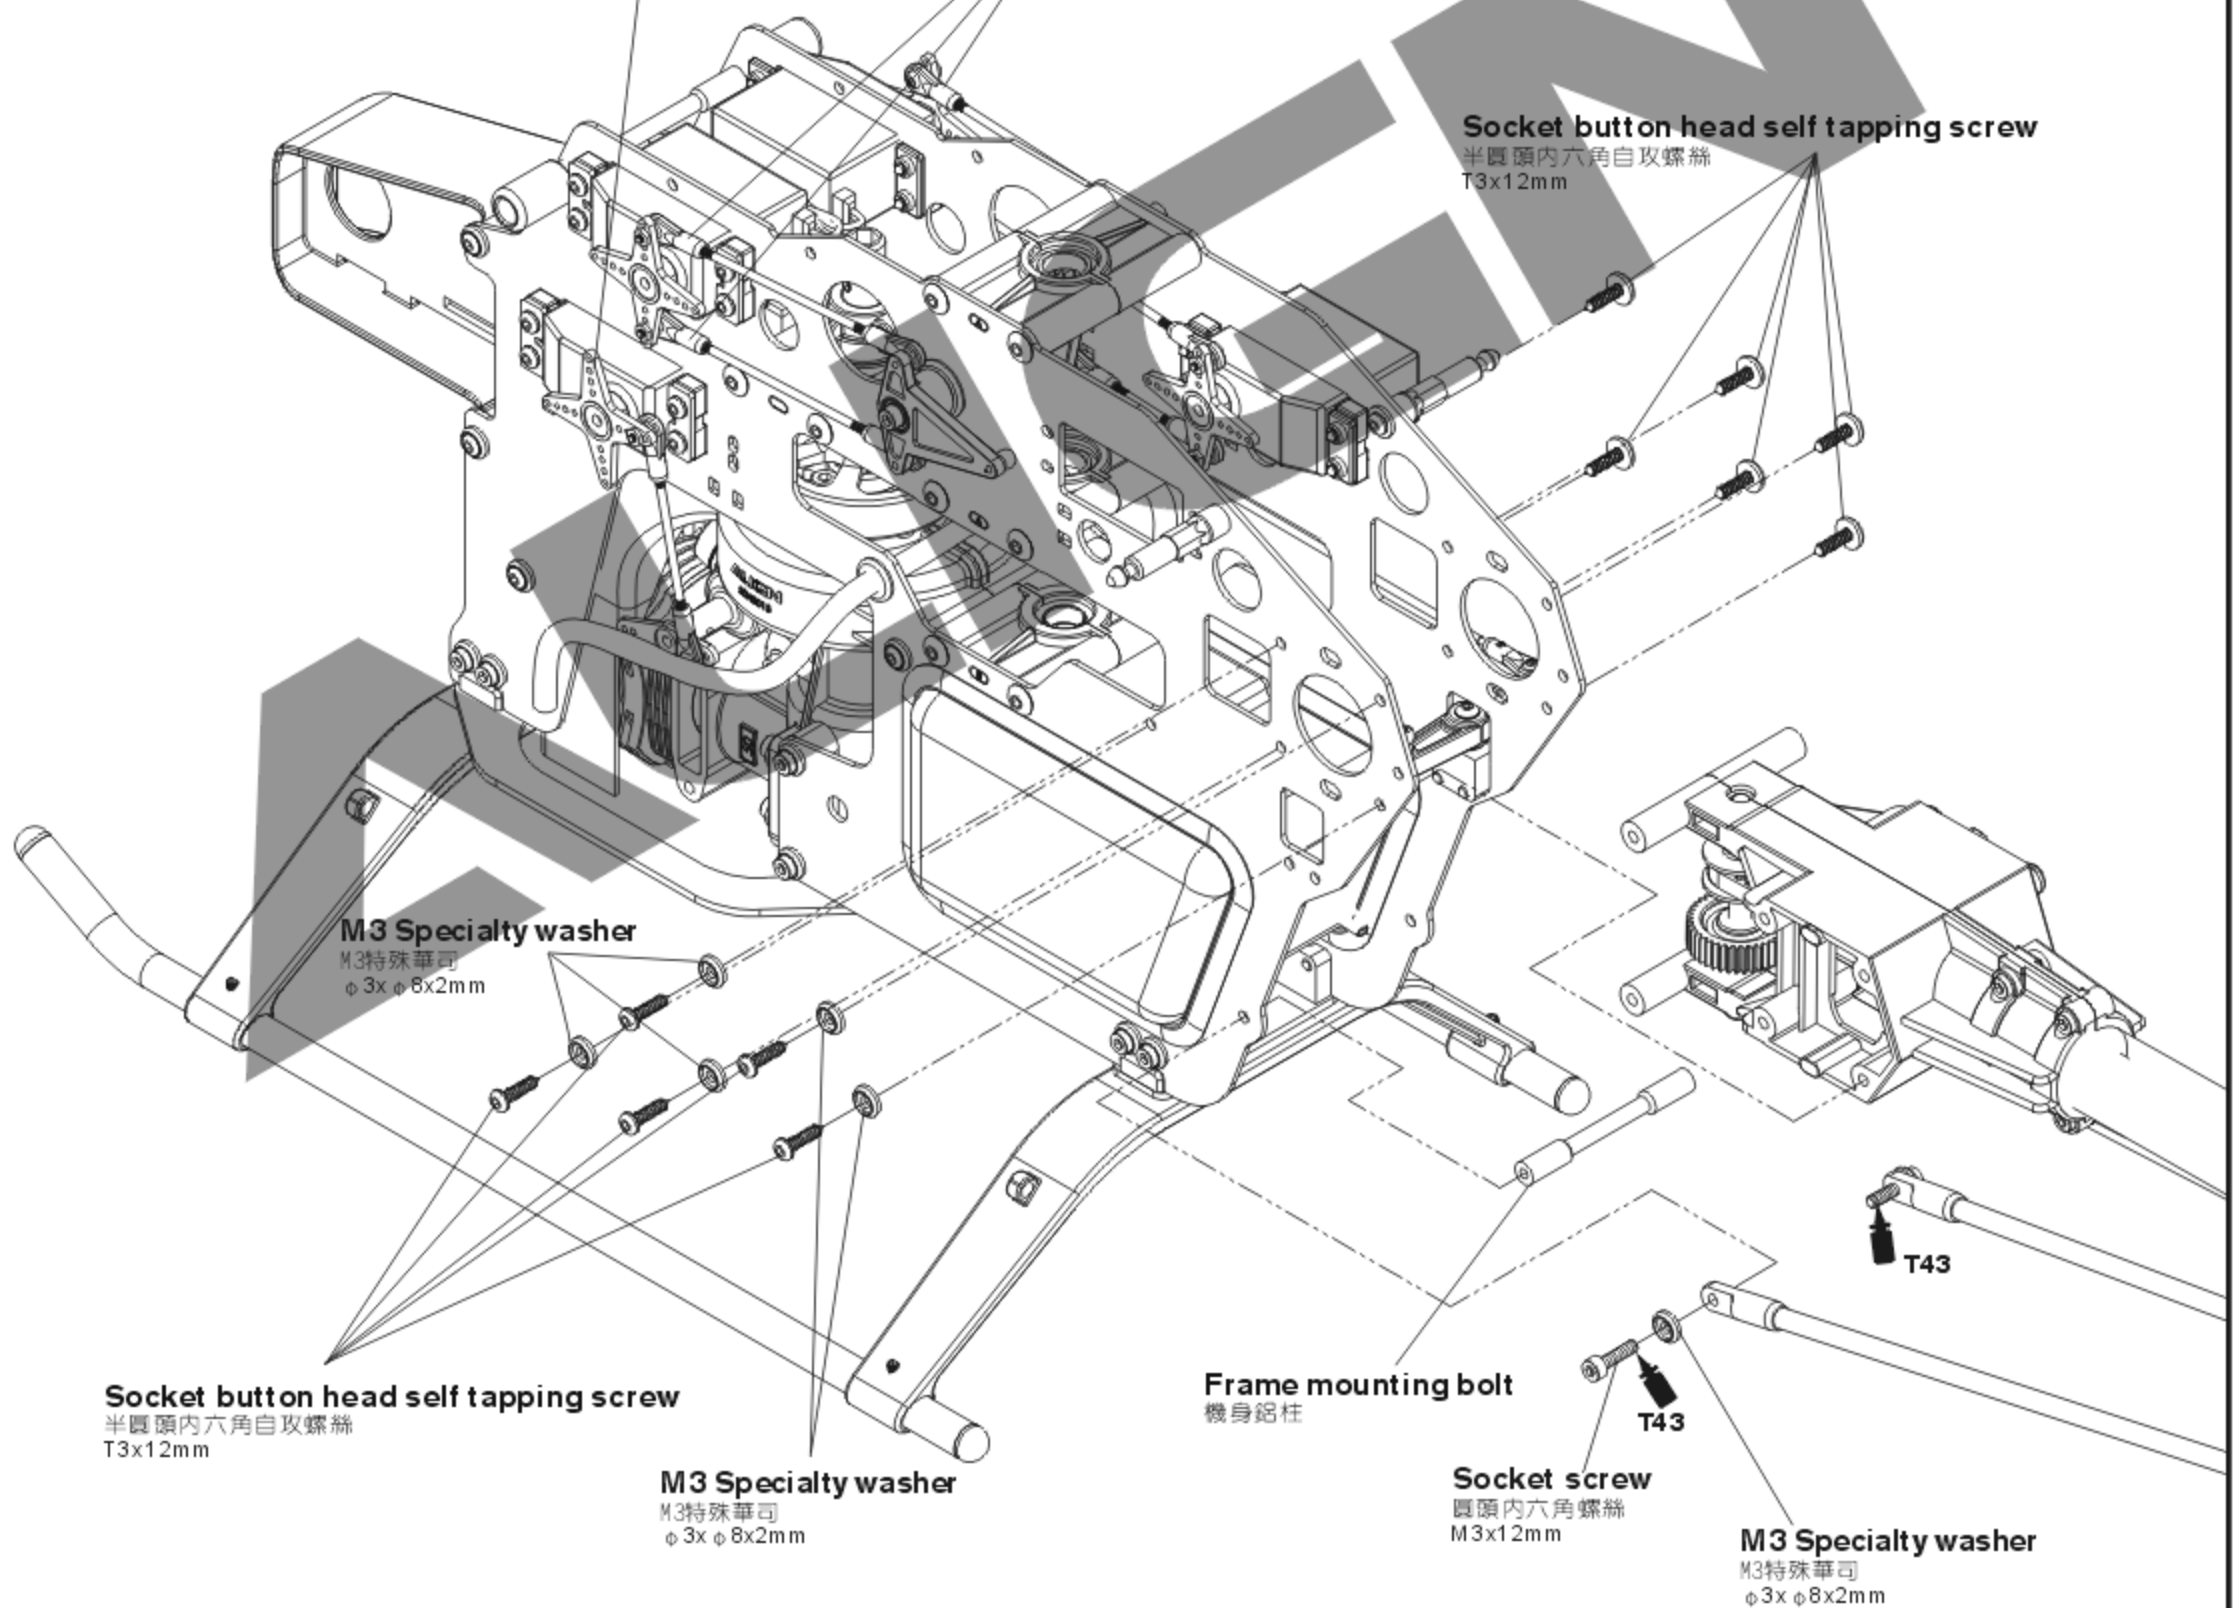 Socket button head self tapping screw
半圓頭內六角自攻螺絲
T3x12mm
M3 Specialty washer
M3特殊華司
φ3xφ8x2mm
T43
Frame mounting bolt
機身鋁柱
T43
Socket button head self tapping screw
半圓頭內六角自攻螺絲
T3x12mm
M3 Specialty washer
M3特殊華司
φ3xφ8x2mm
Socket screw
圓頭內六角螺絲
M3x12mm
M3 Specialty washer
M3特殊華司
φ3xφ8x2mm